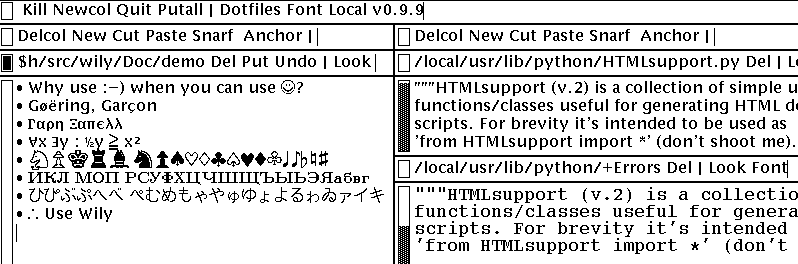 Kill Newcol Quit Putall | Dotfiles Font Local v0.9.9
Delcol New Cut Paste Snarf Anchor |
$h/src/wily/Doc/demo Del Put Undo | Look
• Why use :-) when you can use ☺?
• Gøëring, Garçon
• Γαρη Ξαπελλ
• ∀x ∃y : ½y ≧ x²
• ИКЛ МОП РСУФХЦЧШЩЪЫЬЭЯабвг
• ひびぴぶぷへべ ぺむめもゃやゅゆょよるゎわゐァイキ
• ∴ Use Wily
Delcol New Cut Paste Snarf Anchor |
/local/usr/lib/python/HTMLsupport.py Del |
"""HTMLsupport (v.2) is a collection of simple
functions/classes useful for generating HTML
scripts. For brevity it's intended to be used as
'from HTMLsupport import *' (don't shoot me).
/local/usr/lib/python/+Errors Del | Look Font
"""HTMLsupport (v.2) is a
functions/classes useful for
scripts. For brevity it's intended
'from HTMLsupport import *' (don't